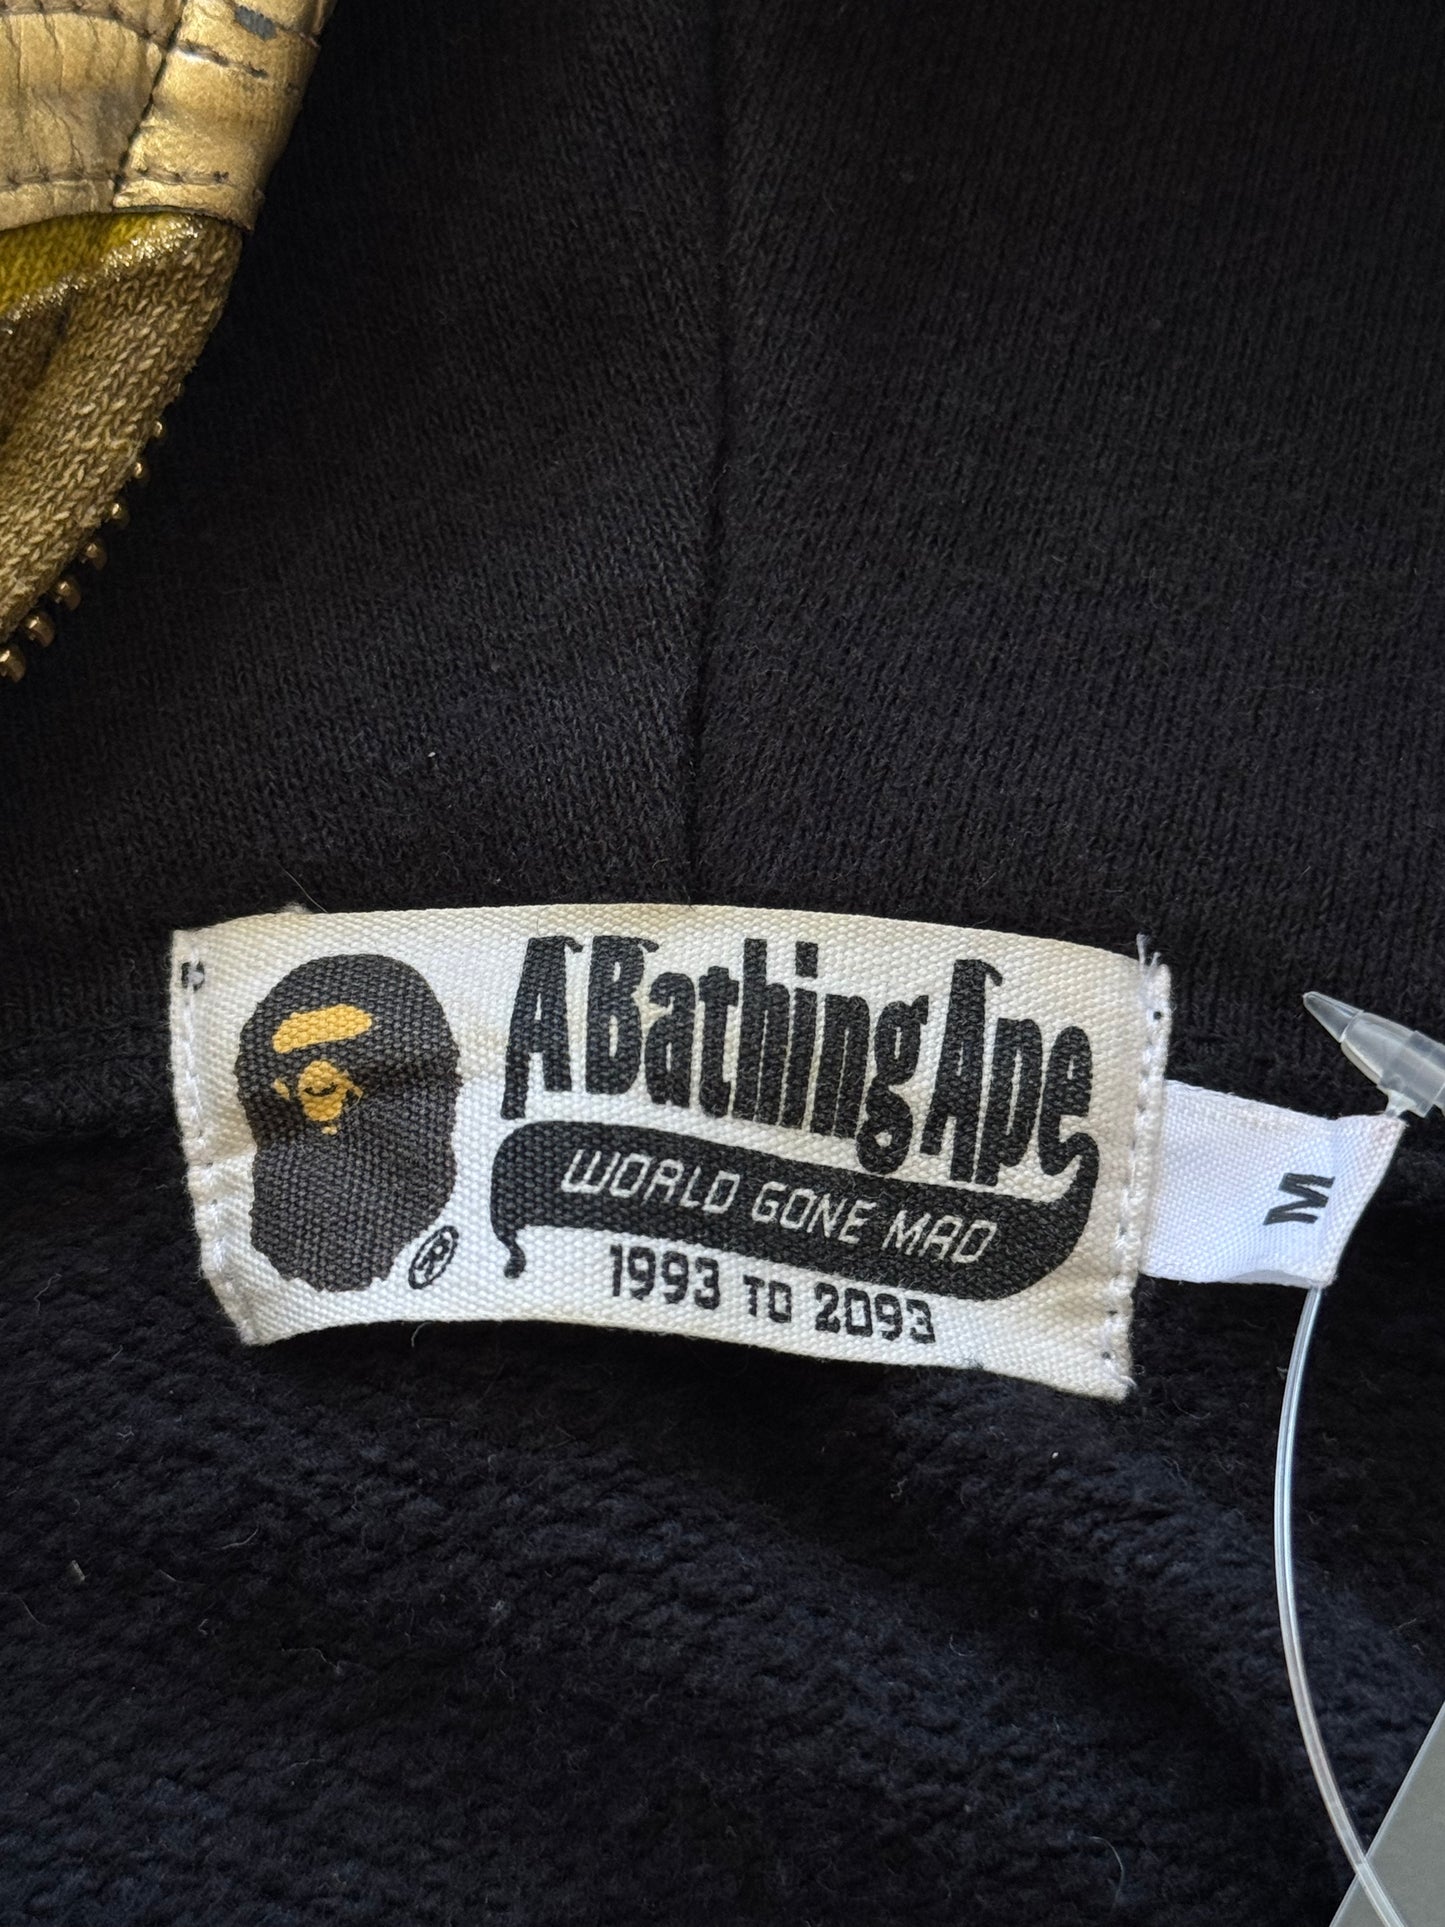 A Bathing Ape
WORLD GONE MAD
1993 TO 2093
®
M